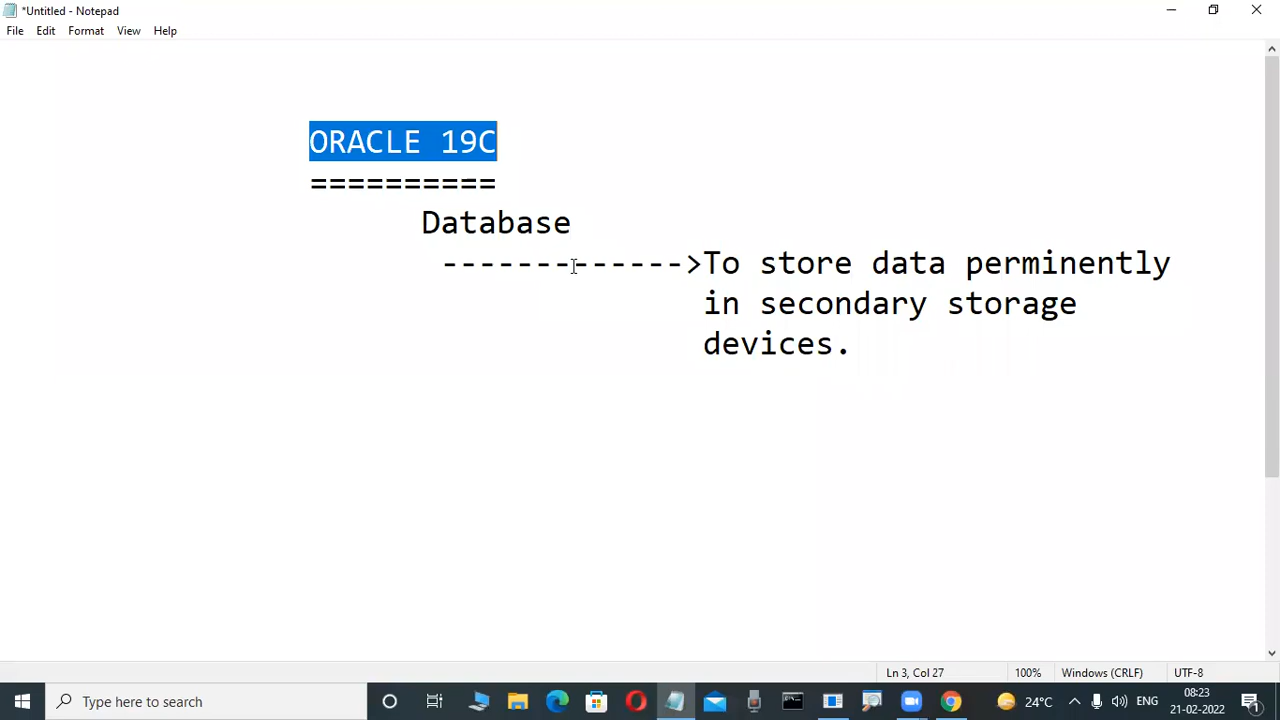 *Untitled - Notepad
File Edit Format View Help
ORACLE 19C
==========
Database
------------->To store data perminently
in secondary storage
devices.
Ln 3, Col 27 100% Windows (CRLF) UTF-8
Type here to search
24°C ENG 08:23
21-02-2022
1